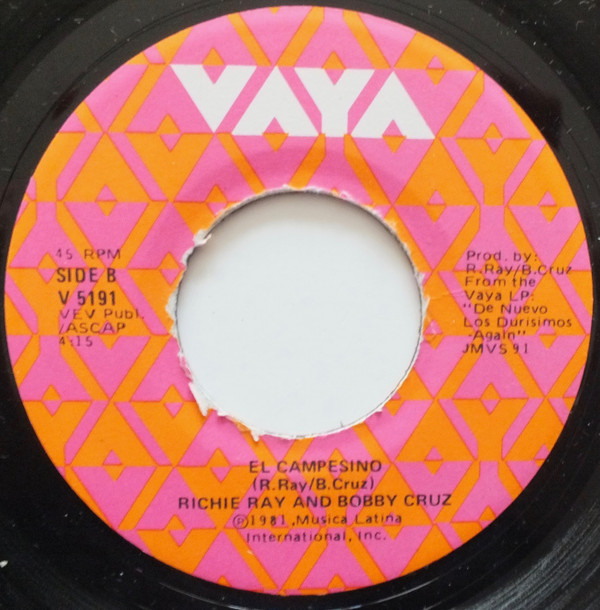 VAYA
45 RPM
SIDE B
V 5191
VEV Publ.
/ASCAP
4:15
Prod. by:
R.Ray/B.Cruz
From the
Vaya LP:
"De Nuevo
Los Durisimos
-Again"
JMVS 91
EL CAMPESINO
(R.Ray/B.Cruz)
RICHIE RAY AND BOBBY CRUZ
℗1981, Musica Latina
International, Inc.